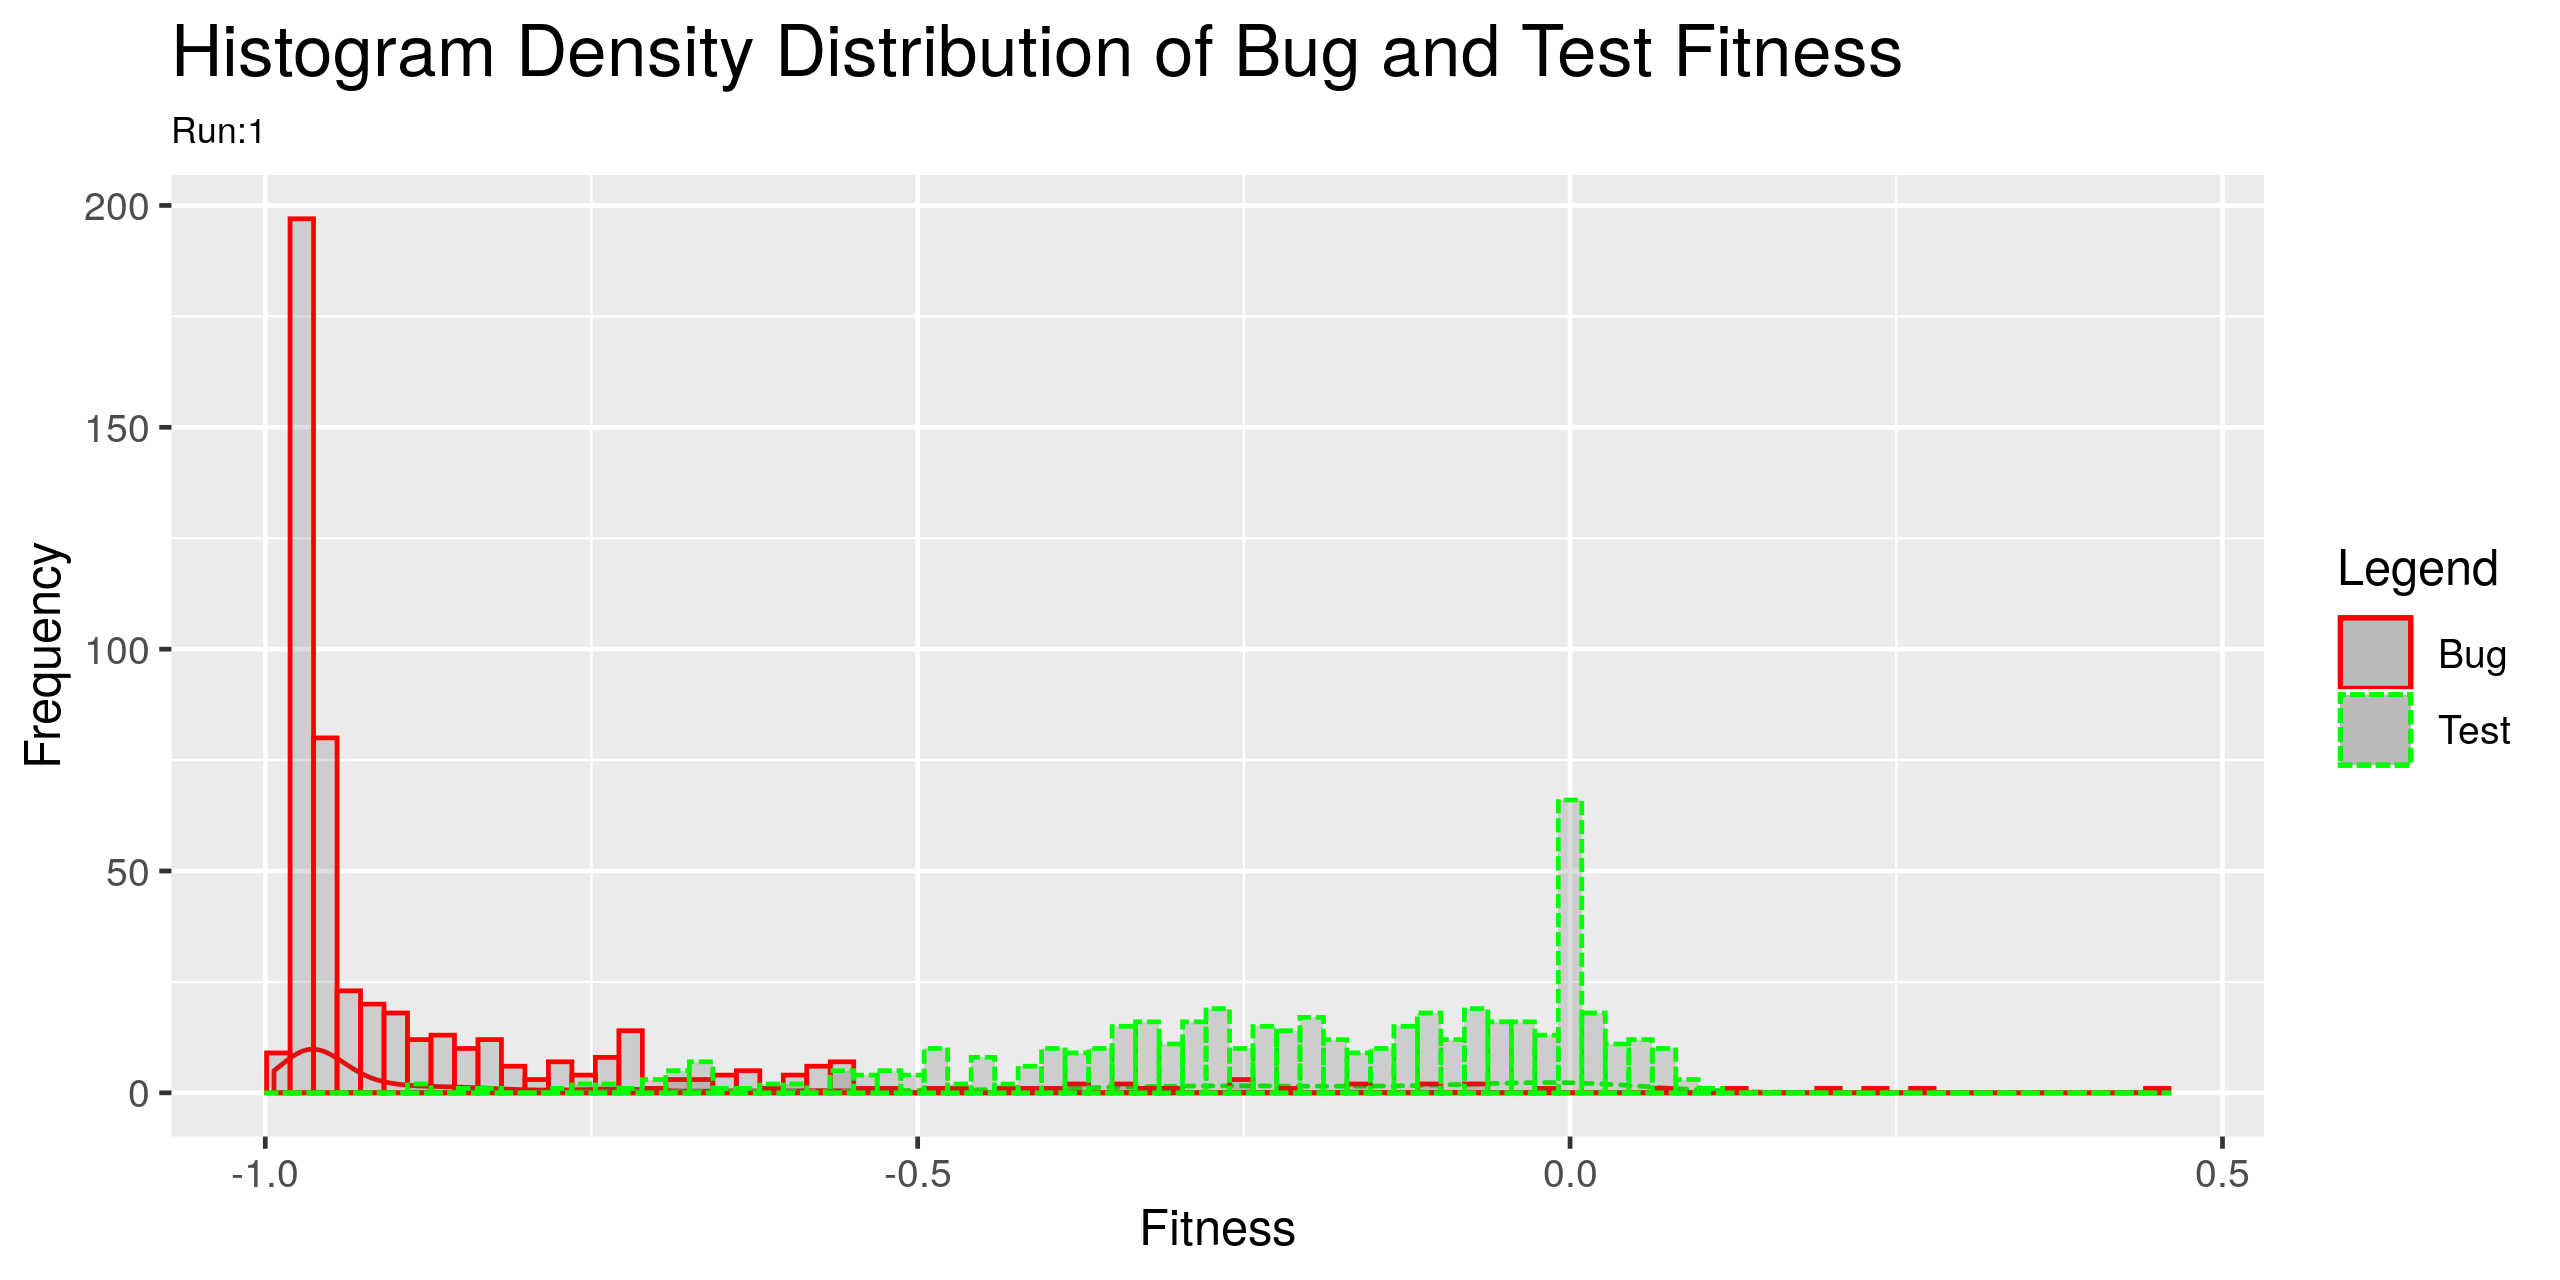 Histogram Density Distribution of Bug and Test Fitness
Run:1
200
150
100
50
0
Frequency
-1.0
-0.5
0.0
0.5
Fitness
Legend
Bug
Test